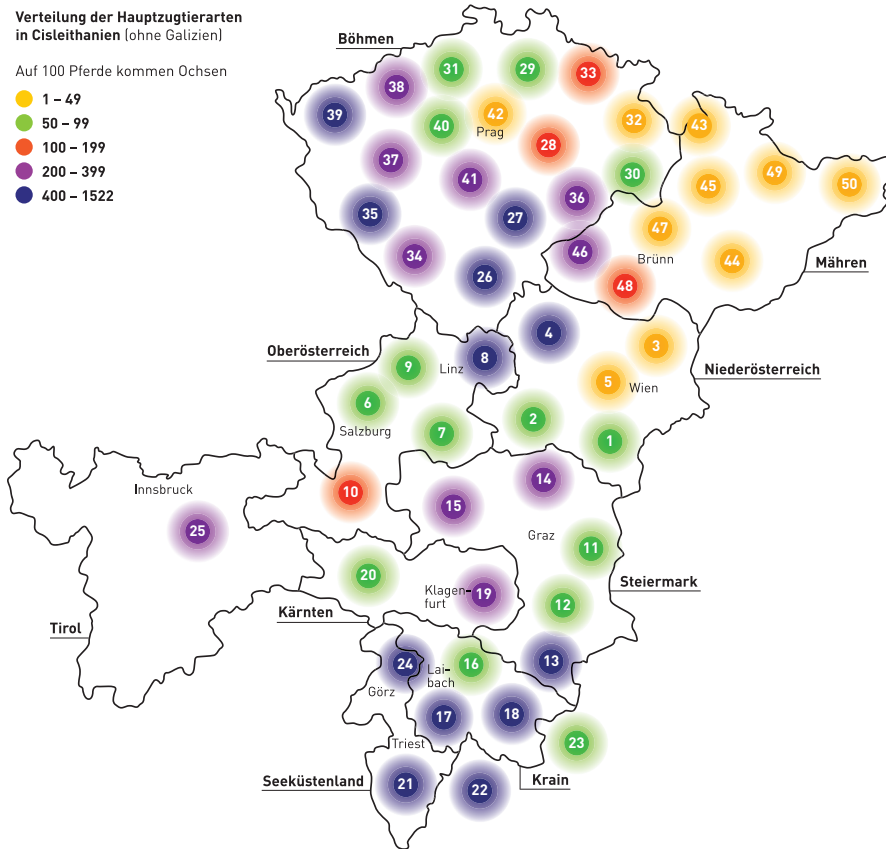 Verteilung der Hauptzugtierarten
in Cisleithanien (ohne Galizien)
Auf 100 Pferde kommen Ochsen
1 – 49
50 – 99
100 – 199
200 – 399
400 – 1522
Böhmen
31
29
33
38
39
42
40
Prag
32
43
28
37
41
30
49
50
45
36
35
27
47
34
46
Brünn
44
26
48
Mähren
4
3
Oberösterreich
8
Linz
9
Niederösterreich
5
Wien
6
2
Salzburg
7
1
14
Innsbruck
10
15
25
Graz
11
20
Klagen-
furt
19
Steiermark
12
Kärnten
Tirol
24
16
13
Lai-
bach
Görz
17
18
Triest
23
Seeküstenland
21
22
Krain